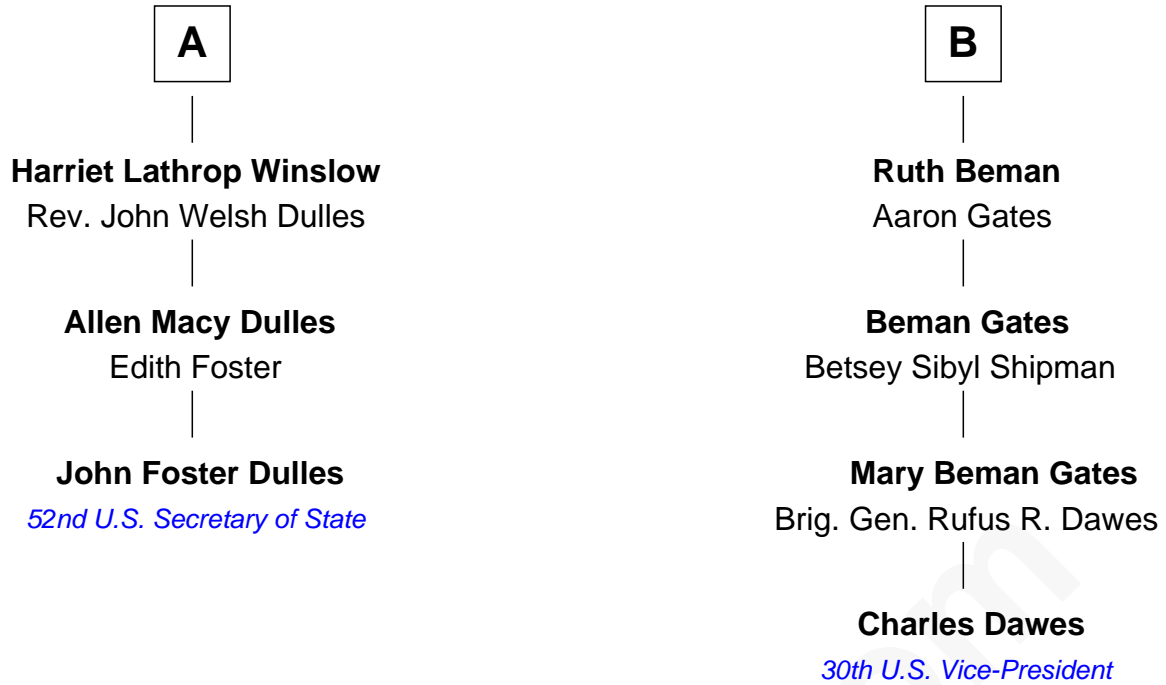 A
Harriet Lathrop Winslow
Rev. John Welsh Dulles
Allen Macy Dulles
Edith Foster
John Foster Dulles
52nd U.S. Secretary of State
B
Ruth Beman
Aaron Gates
Beman Gates
Betsey Sibyl Shipman
Mary Beman Gates
Brig. Gen. Rufus R. Dawes
Charles Dawes
30th U.S. Vice-President